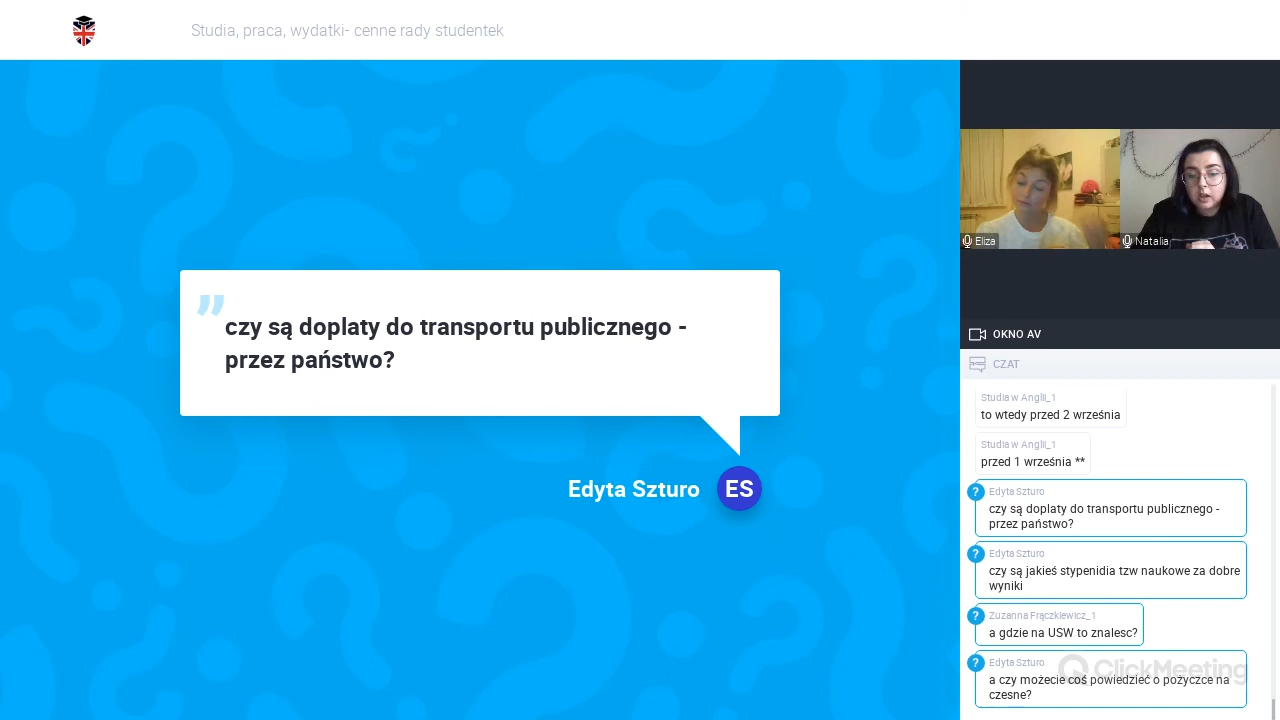 Studia, praca, wydatki- cenne rady studentek
czy są doplaty do transportu publicznego -
przez państwo?
Edyta Szturo
ES
Eliza
Natalia
OKNO AV
CZAT
Studia w Anglii_1
to wtedy przed 2 września
Studia w Anglii_1
przed 1 września **
?
Edyta Szturo
czy są doplaty do transportu publicznego -
przez państwo?
?
Edyta Szturo
czy są jakieś stypenidia tzw naukowe za dobre
wyniki
?
Zuzanna Frączkiewicz_1
a gdzie na USW to znalesc?
?
Edyta Szturo
a czy możecie coś powiedzieć o pożyczce na
czesne?
ClickMeeting